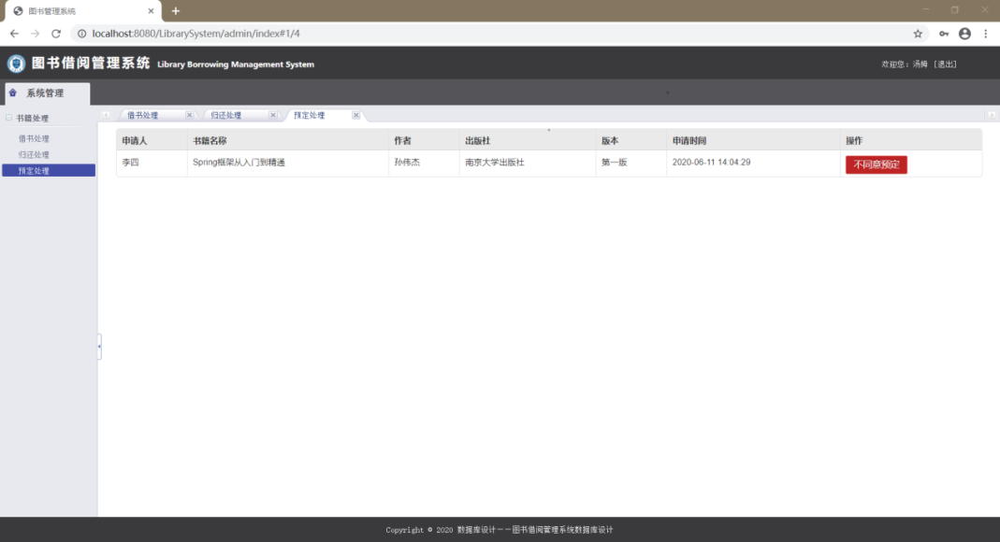 图书管理系统
localhost:8080/LibrarySystem/admin/index#1/4
图书借阅管理系统 Library Borrowing Management System
欢迎您：汤姆 [退出]
系统管理
书籍处理
借书处理
归还处理
预定处理
借书处理 归还处理 预定处理
申请人 书籍名称 作者 出版社 版本 申请时间 操作
李四 Spring框架从入门到精通 孙伟杰 南京大学出版社 第一版 2020-06-11 14:04:29 不同意预定
Copyright © 2020 数据库设计——图书借阅管理系统数据库设计